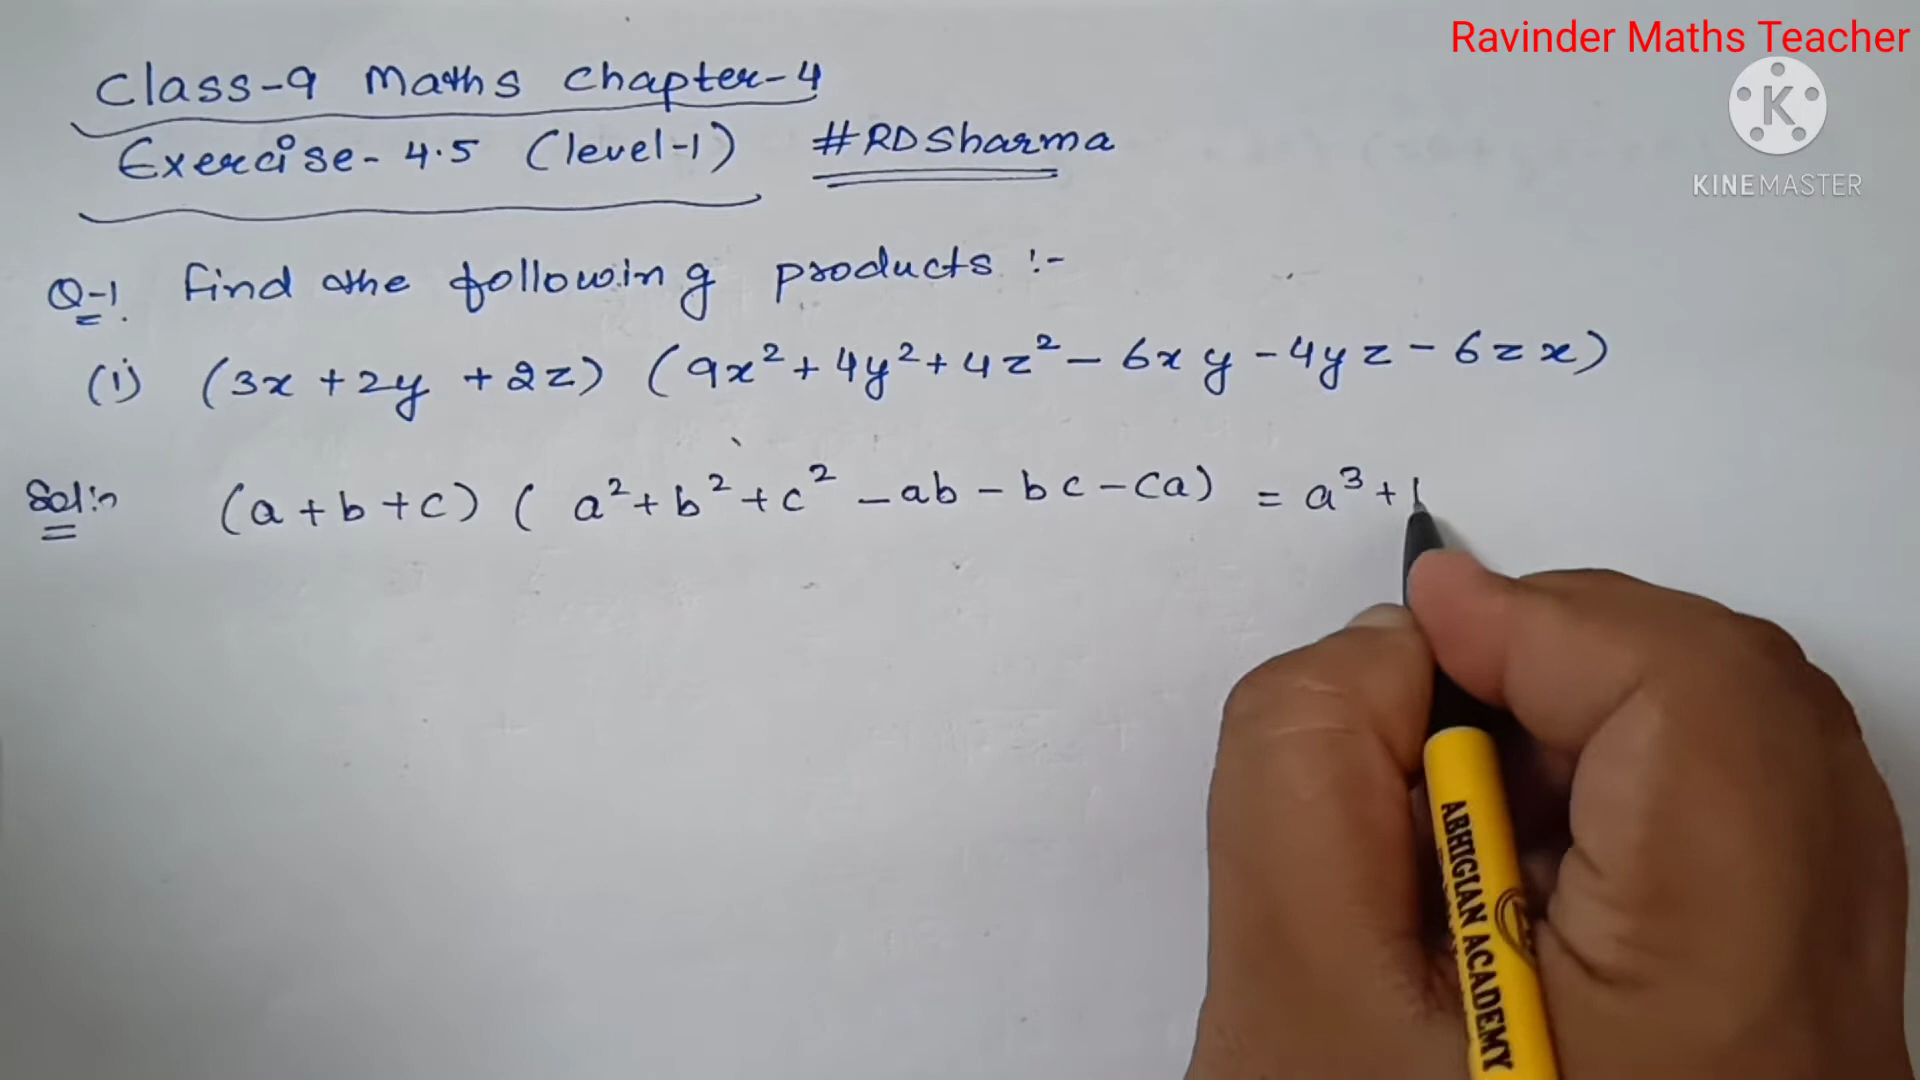 Ravinder Maths Teacher
K
KINEMASTER
Class-9 Maths Chapter-4
Exercise-4.5 (level-1) #RDSharma
Q-1. Find the following products :-
(i) (3x+2y+2z) (9x²+4y²+4z²-6xy-4yz-6zx)
Sol:n (a+b+c) (a²+b²+c²-ab-bc-ca) = a³+
ABHIGIAN ACADEMY